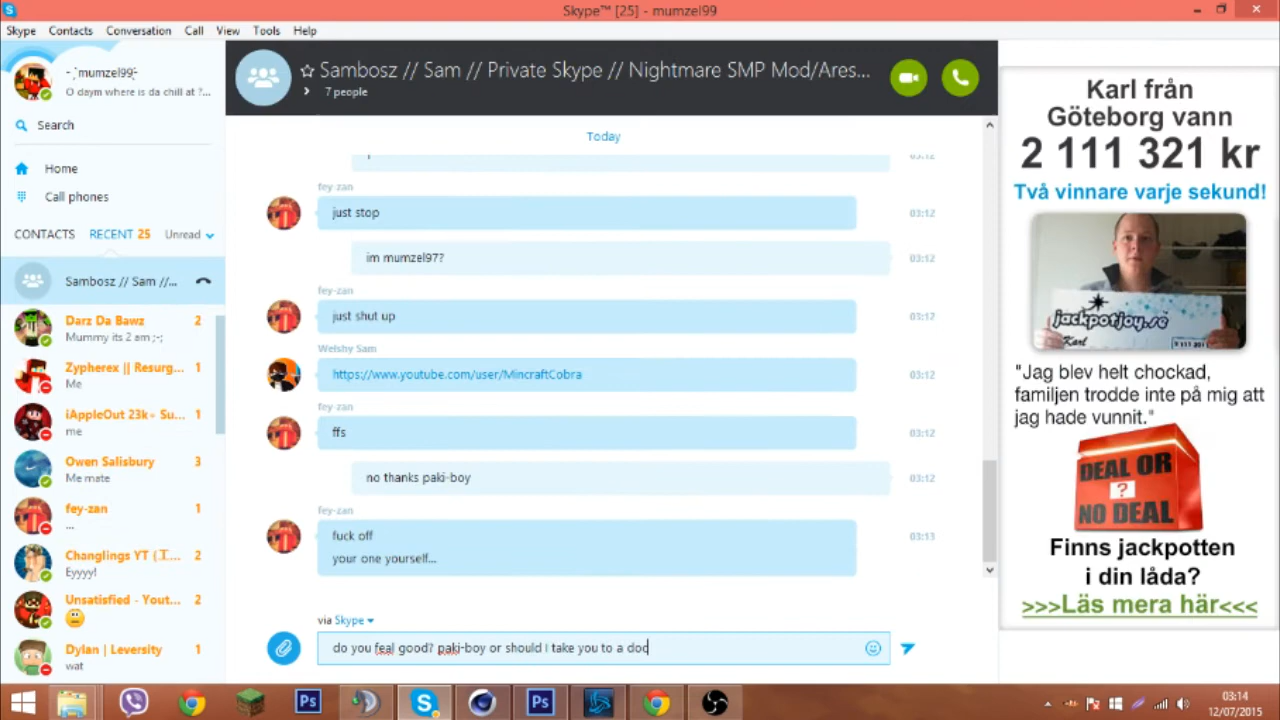 Skype™ [25] - mumzel99
Skype Contacts Conversation Call View Tools Help
- ¦mumzel99¦-
O daym where is da chill at ?...
Search
Home
Call phones
CONTACTS RECENT 25 Unread
Sambosz // Sam //...
Darz Da Bawz 2
Mummy its 2 am ;-;
Zypherex || Resurg... 1
Me
iAppleOut 23k= Su... 1
me
Owen Salisbury 3
Me mate
fey-zan 1
...
Changlings YT (.T... 2
Eyyyy!
Unsatisfied - Yout... 2
Dylan | Leversity 1
wat
Sambosz // Sam // Private Skype // Nightmare SMP Mod/Ares...
7 people
Today
03:12
fey-zan
just stop 03:12
im mumzel97? 03:12
fey-zan
just shut up 03:12
Welshy Sam
https://www.youtube.com/user/MincraftCobra 03:12
fey-zan
ffs 03:12
no thanks paki-boy 03:12
fey-zan
fuck off 03:13
your one yourself...
via Skype
do you feal good? paki-boy or should I take you to a doc
Karl från
Göteborg vann
2 111 321 kr
Två vinnare varje sekund!
jackpotjoy.se
Karl
"Jag blev helt chockad,
familjen trodde inte på mig att
jag hade vunnit."
DEAL OR
?
NO DEAL
Finns jackpotten
i din låda?
>>>Läs mera här<<<
Ps
Ps
03:14
12/07/2015